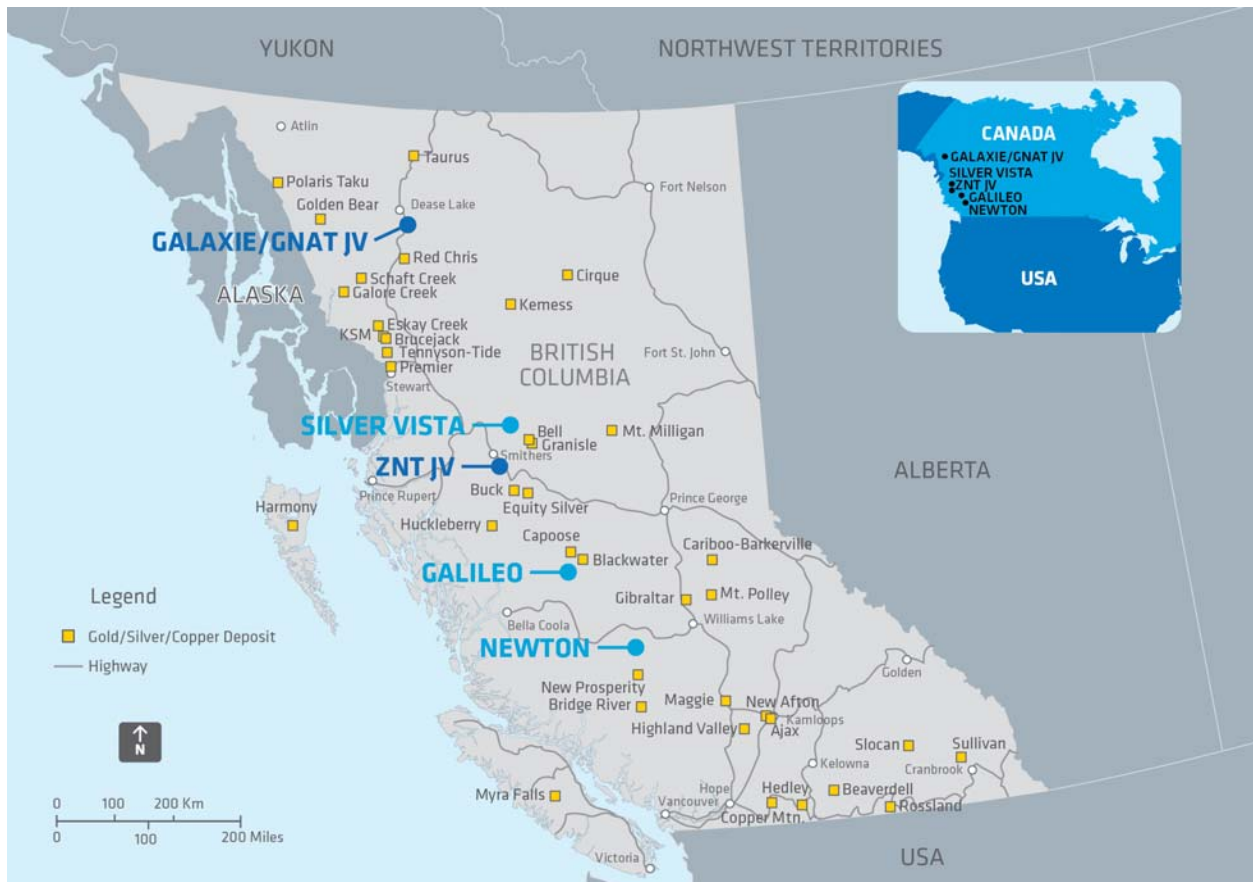 YUKON
NORTHWEST TERRITORIES
Atlin
Taurus
CANADA
GALAXIE/GNAT JV
SILVER VISTA
ZNT JV
GALILEO
NEWTON
USA
Polaris Taku
Fort Nelson
Golden Bear
Dease Lake
GALAXIE/GNAT JV
Red Chris
Schaft Creek
Cirque
Galore Creek
ALASKA
Kemess
Eskay Creek
KSM
Brucejack
Tennyson-Tide
Premier
Stewart
BRITISH
COLUMBIA
Fort St. John
SILVER VISTA
Bell
Granisle
Mt. Milligan
Smithers
ZNT JV
ALBERTA
Prince Rupert
Buck
Equity Silver
Prince George
Harmony
Huckleberry
Capoose
Blackwater
Cariboo-Barkerville
GALILEO
Gibraltar
Mt. Polley
Legend
Gold/Silver/Copper Deposit
Highway
Bella Coola
Williams Lake
NEWTON
Golden
New Prosperity
Bridge River
Maggie
New Afton
Kamloops
Ajax
Highland Valley
N
Slocan
Sullivan
Kelowna
Cranbrook
Myra Falls
Hope
Vancouver
Hedley
Beaverdell
Copper Mtn.
Rossland
0 100 200 Km
0 100 200 Miles
Victoria
USA